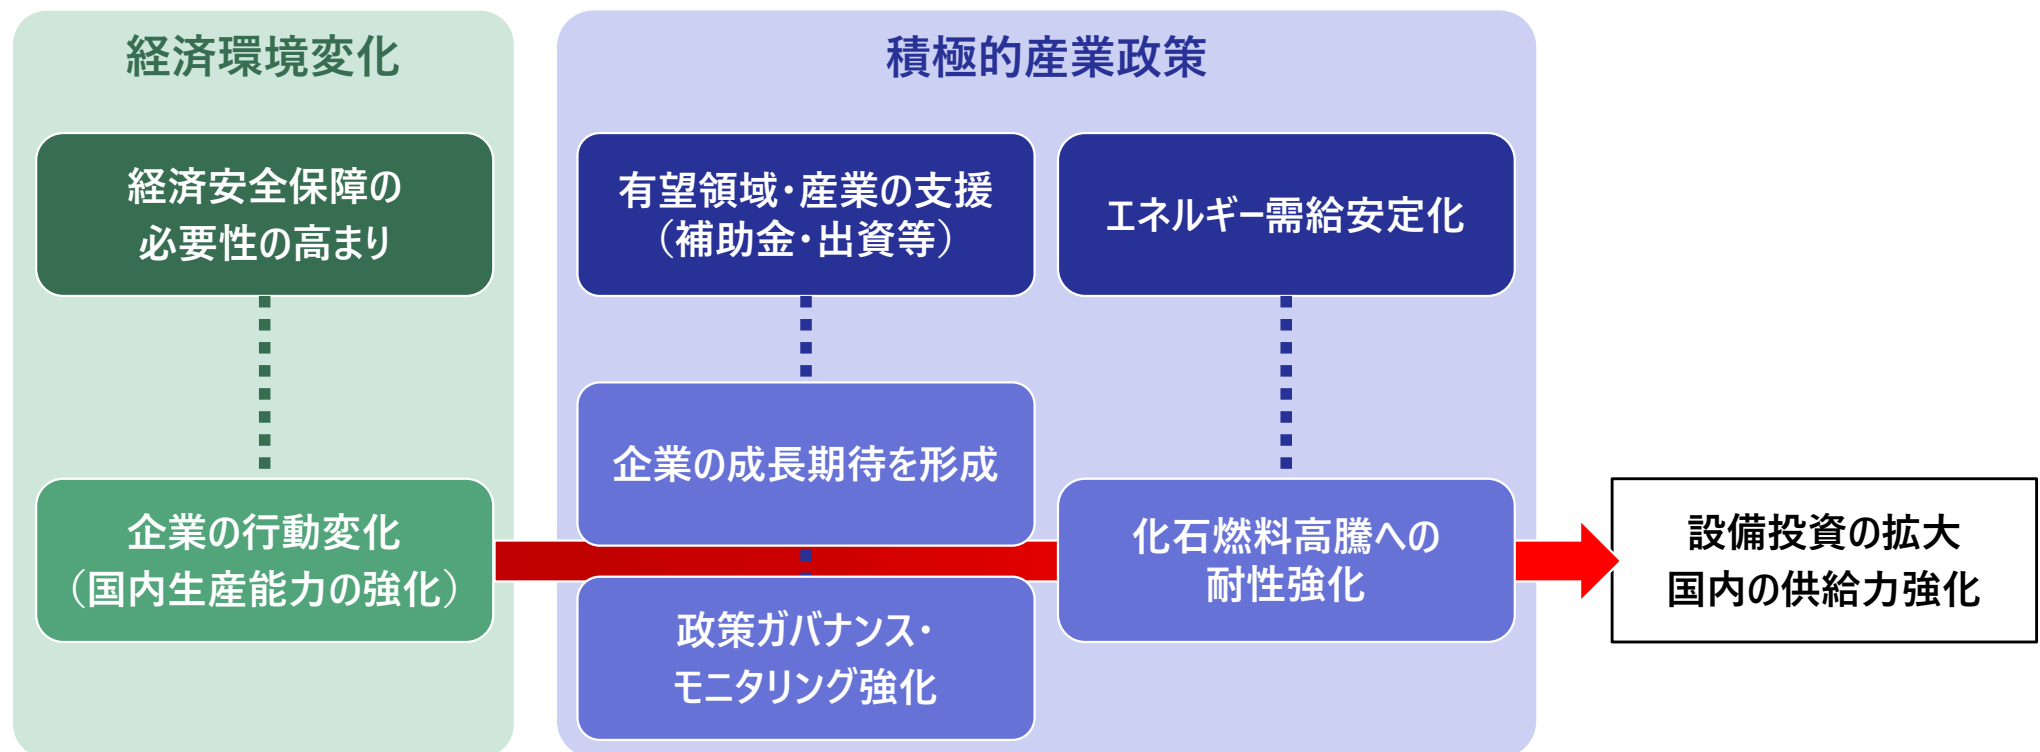 経済環境変化
経済安全保障の
必要性の高まり
企業の行動変化
（国内生産能力の強化）
積極的産業政策
有望領域・産業の支援
（補助金・出資等）
企業の成長期待を形成
政策ガバナンス・
モニタリング強化
エネルギー需給安定化
化石燃料高騰への
耐性強化
設備投資の拡大
国内の供給力強化